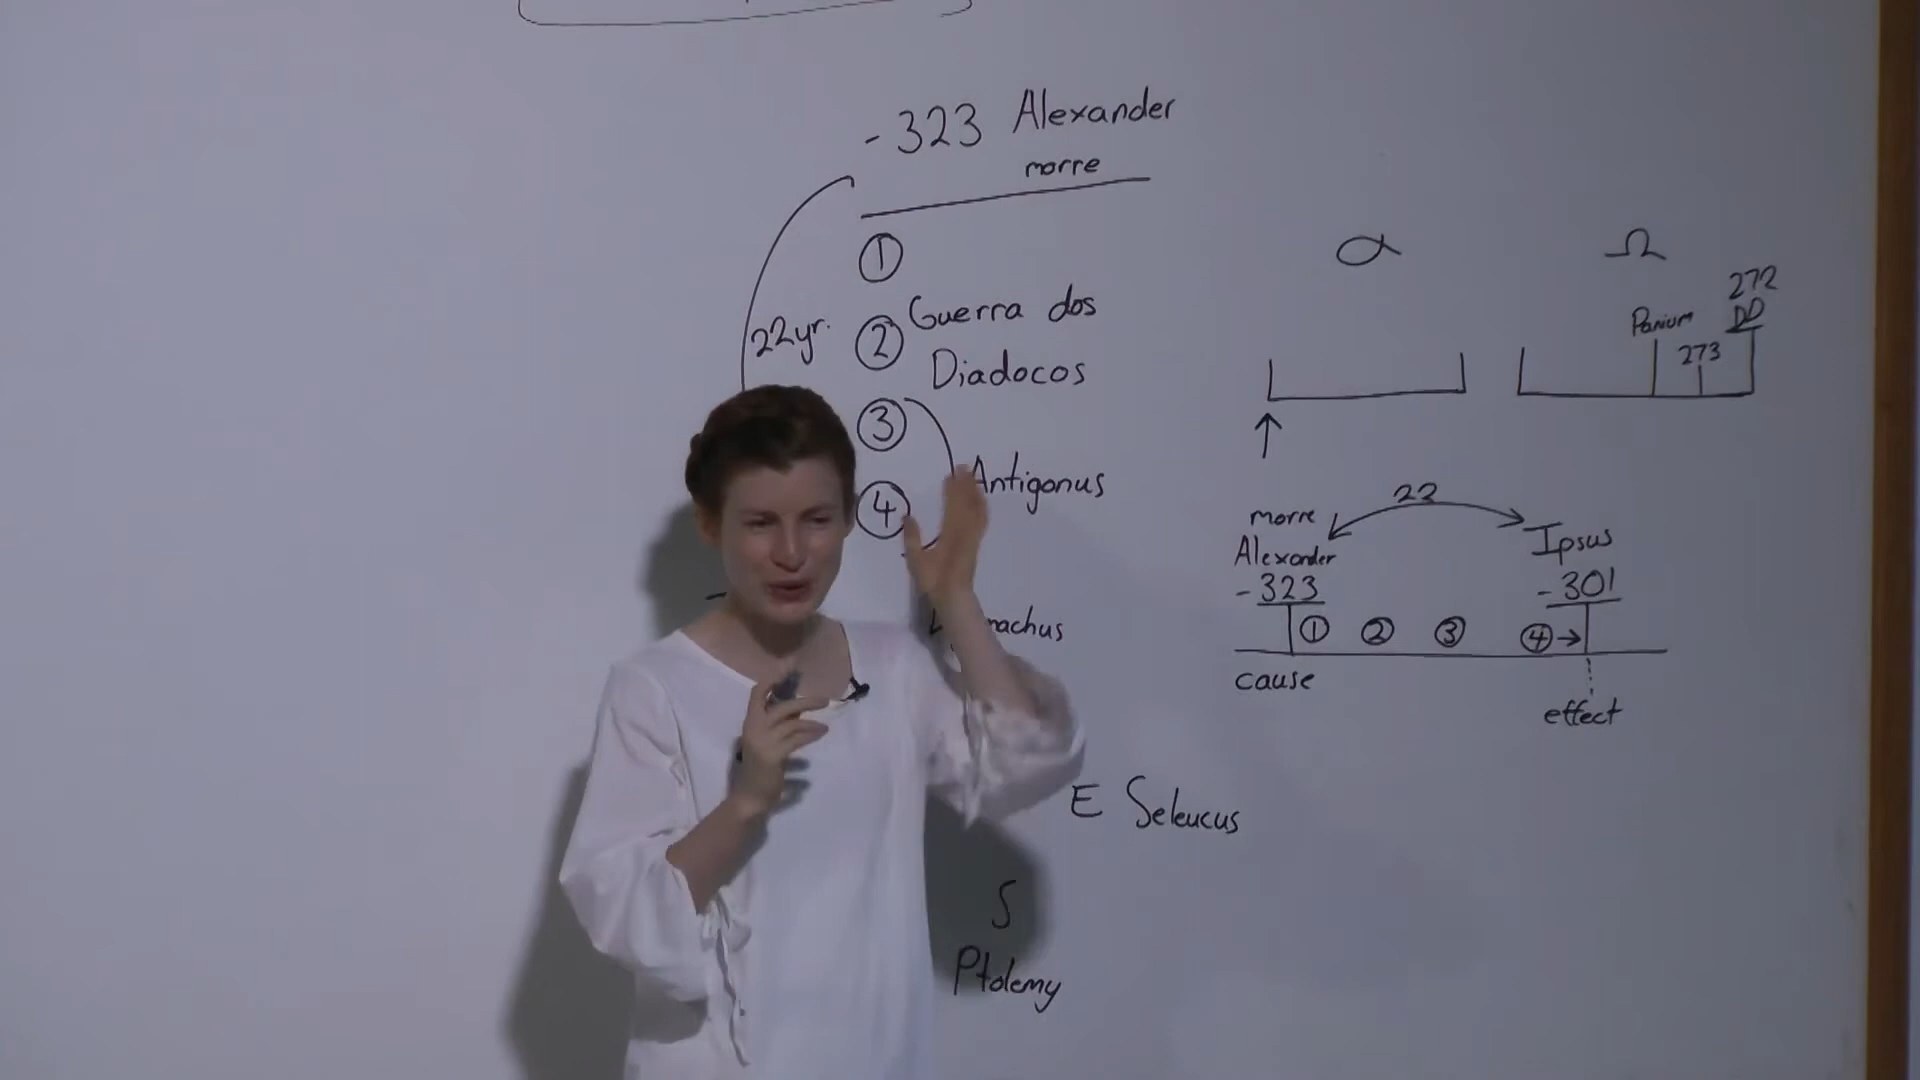 -323 Alexander
morre
22yr.
①
② Guerra dos
Diadocos
③
④
Antigonus
E Seleucus
S
Ptolemy
α
Ω
Panium
273
272
DD
22
morre
Alexander
-323
Ipsus
-301
① ② ③ ④→
cause
effect